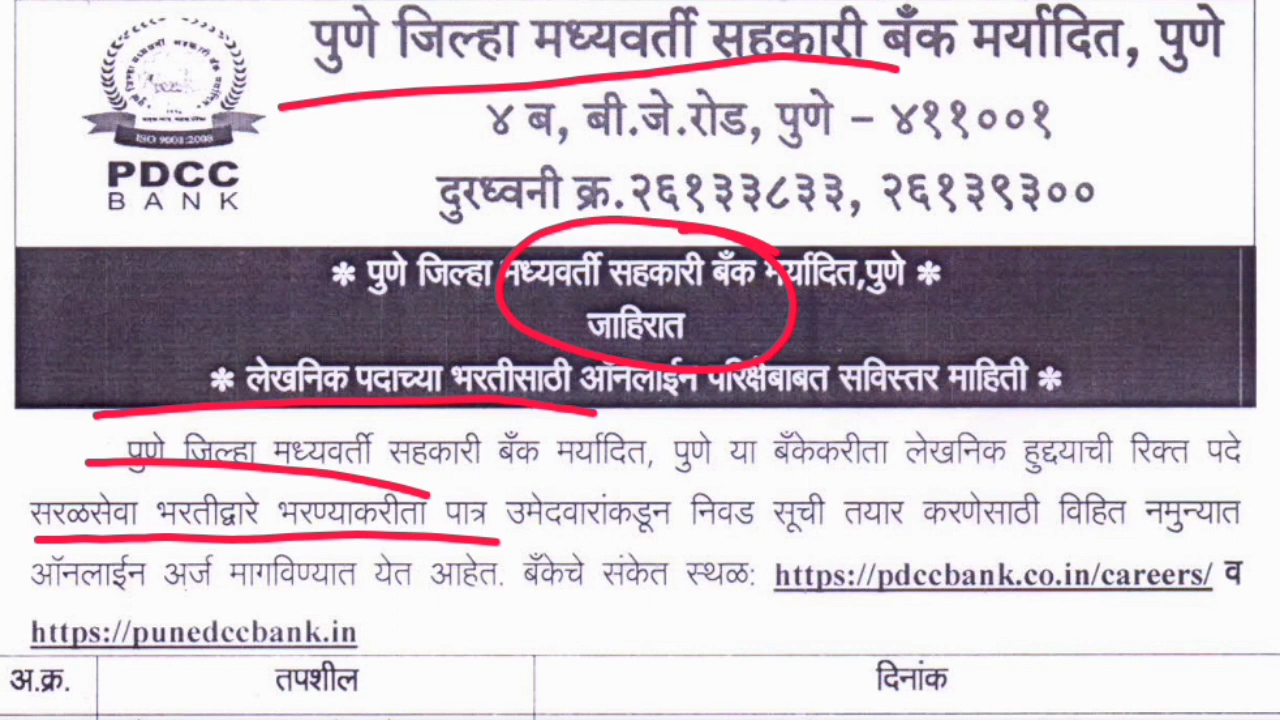 पुणे जिल्हा मध्यवर्ती सहकारी बँक मर्यादित, पुणे
४ ब, बी.जे.रोड, पुणे – ४११००१
दुरध्वनी क्र.२६१३३८३३, २६१३९३००
ISO 9001:2008
PDCC
BANK
* पुणे जिल्हा मध्यवर्ती सहकारी बँक मर्यादित,पुणे *
जाहिरात
* लेखनिक पदाच्या भरतीसाठी ऑनलाईन परिक्षेबाबत सविस्तर माहिती *
पुणे जिल्हा मध्यवर्ती सहकारी बँक मर्यादित, पुणे या बँकेकरीता लेखनिक हुद्दयाची रिक्त पदे
सरळसेवा भरतीद्वारे भरण्याकरीता पात्र उमेदवारांकडून निवड सूची तयार करणेसाठी विहित नमुन्यात
ऑनलाईन अर्ज मागविण्यात येत आहेत. बँकेचे संकेत स्थळ: https://pdccbank.co.in/careers/ व
https://punedccbank.in
अ.क्र. तपशील दिनांक